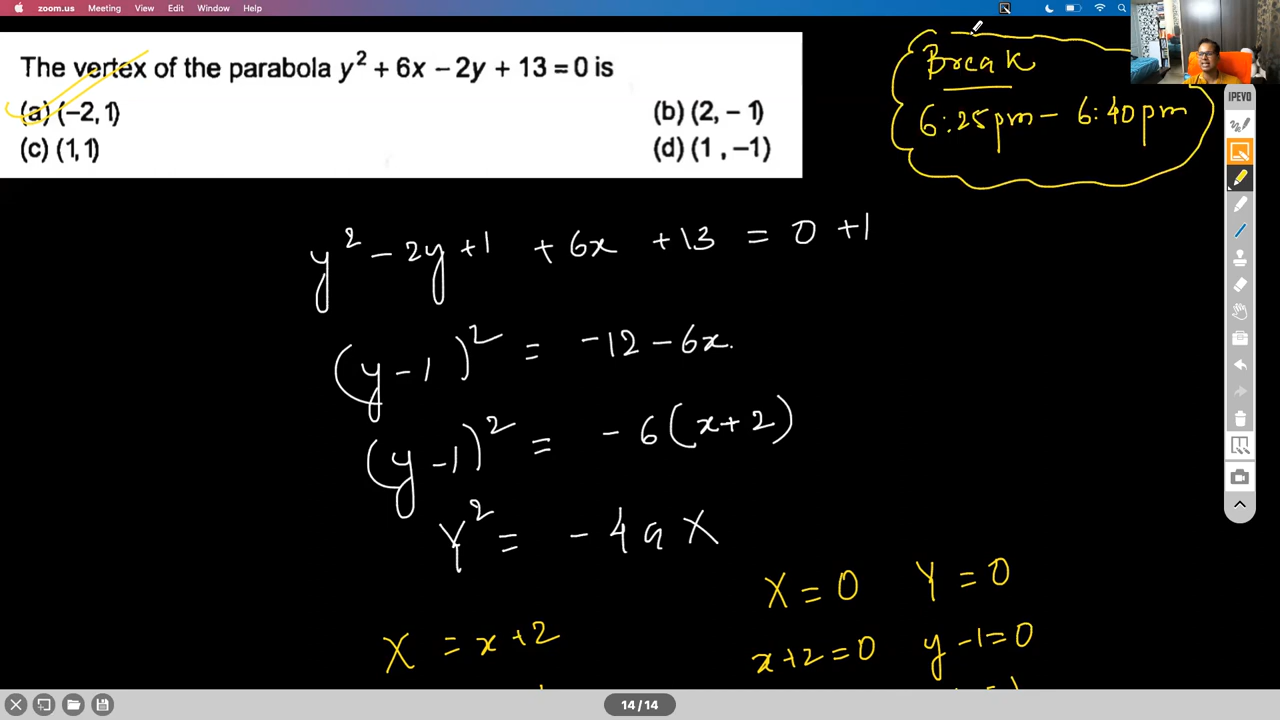 zoom.us Meeting View Edit Window Help
The vertex of the parabola y² + 6x − 2y + 13 = 0 is
(a) (−2, 1) (b) (2, − 1)
(c) (1, 1) (d) (1 , −1)
Break
6:25pm – 6:40pm
IPEVO
y² − 2y + 1 + 6x + 13 = 0 + 1
(y − 1)² = −12 − 6x.
(y − 1)² = − 6(x + 2)
Y² = − 4aX
X = 0 Y = 0
X = x + 2
x + 2 = 0 y − 1 = 0
14 / 14